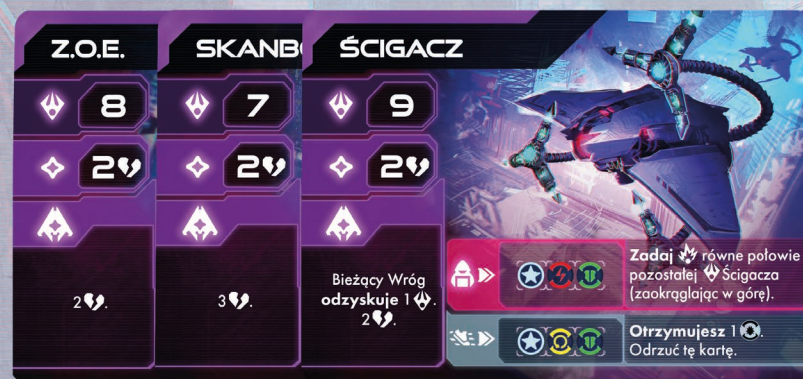 Z.O.E.
8
2
2 .
SKANB
7
2
3 .
ŚCIGACZ
9
2
Bieżący Wróg
odzyskuje 1 .
2 .
Zadaj równe połowie
pozostałej Ścigacza
(zaokrąglając w górę).
Otrzymujesz 1 .
Odrzuć tę kartę.